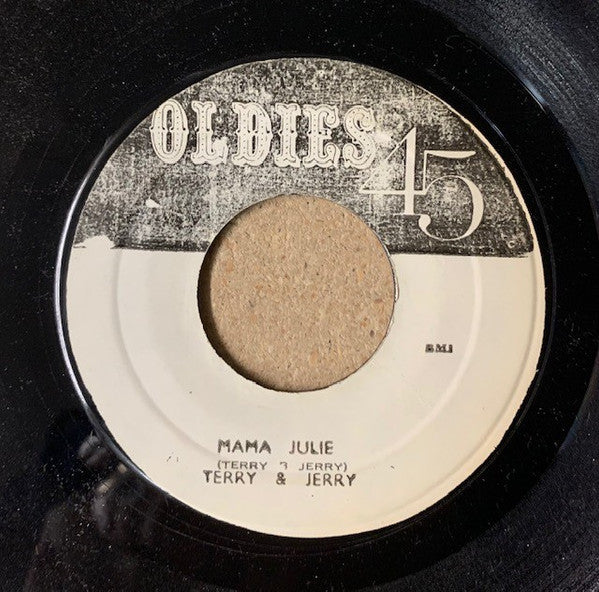 OLDIES 45
BMI
MAMA JULIE
(TERRY 3 JERRY)
TERRY & JERRY